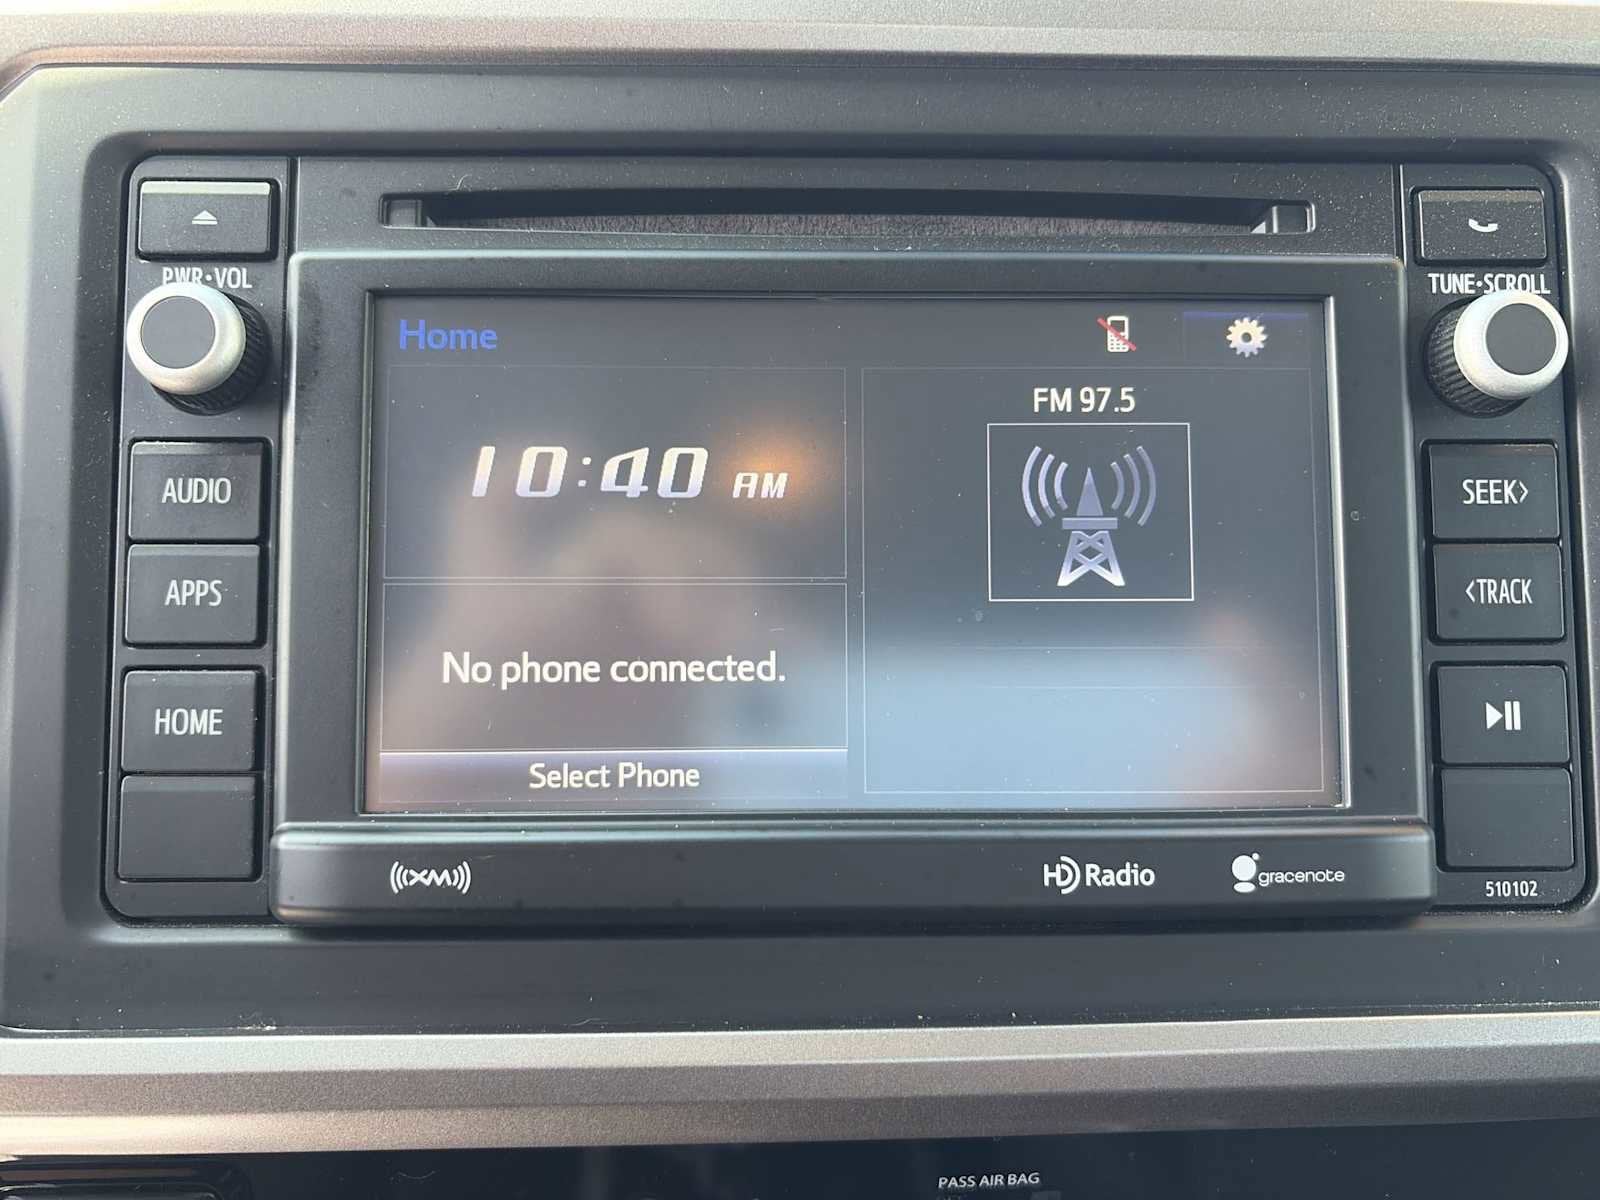 PWR•VOL
TUNE•SCROLL
Home
FM 97.5
10:40 AM
AUDIO
SEEK>
APPS
<TRACK
No phone connected.
HOME
Select Phone
XM
HD Radio
gracenote
510102
PASS AIR BAG